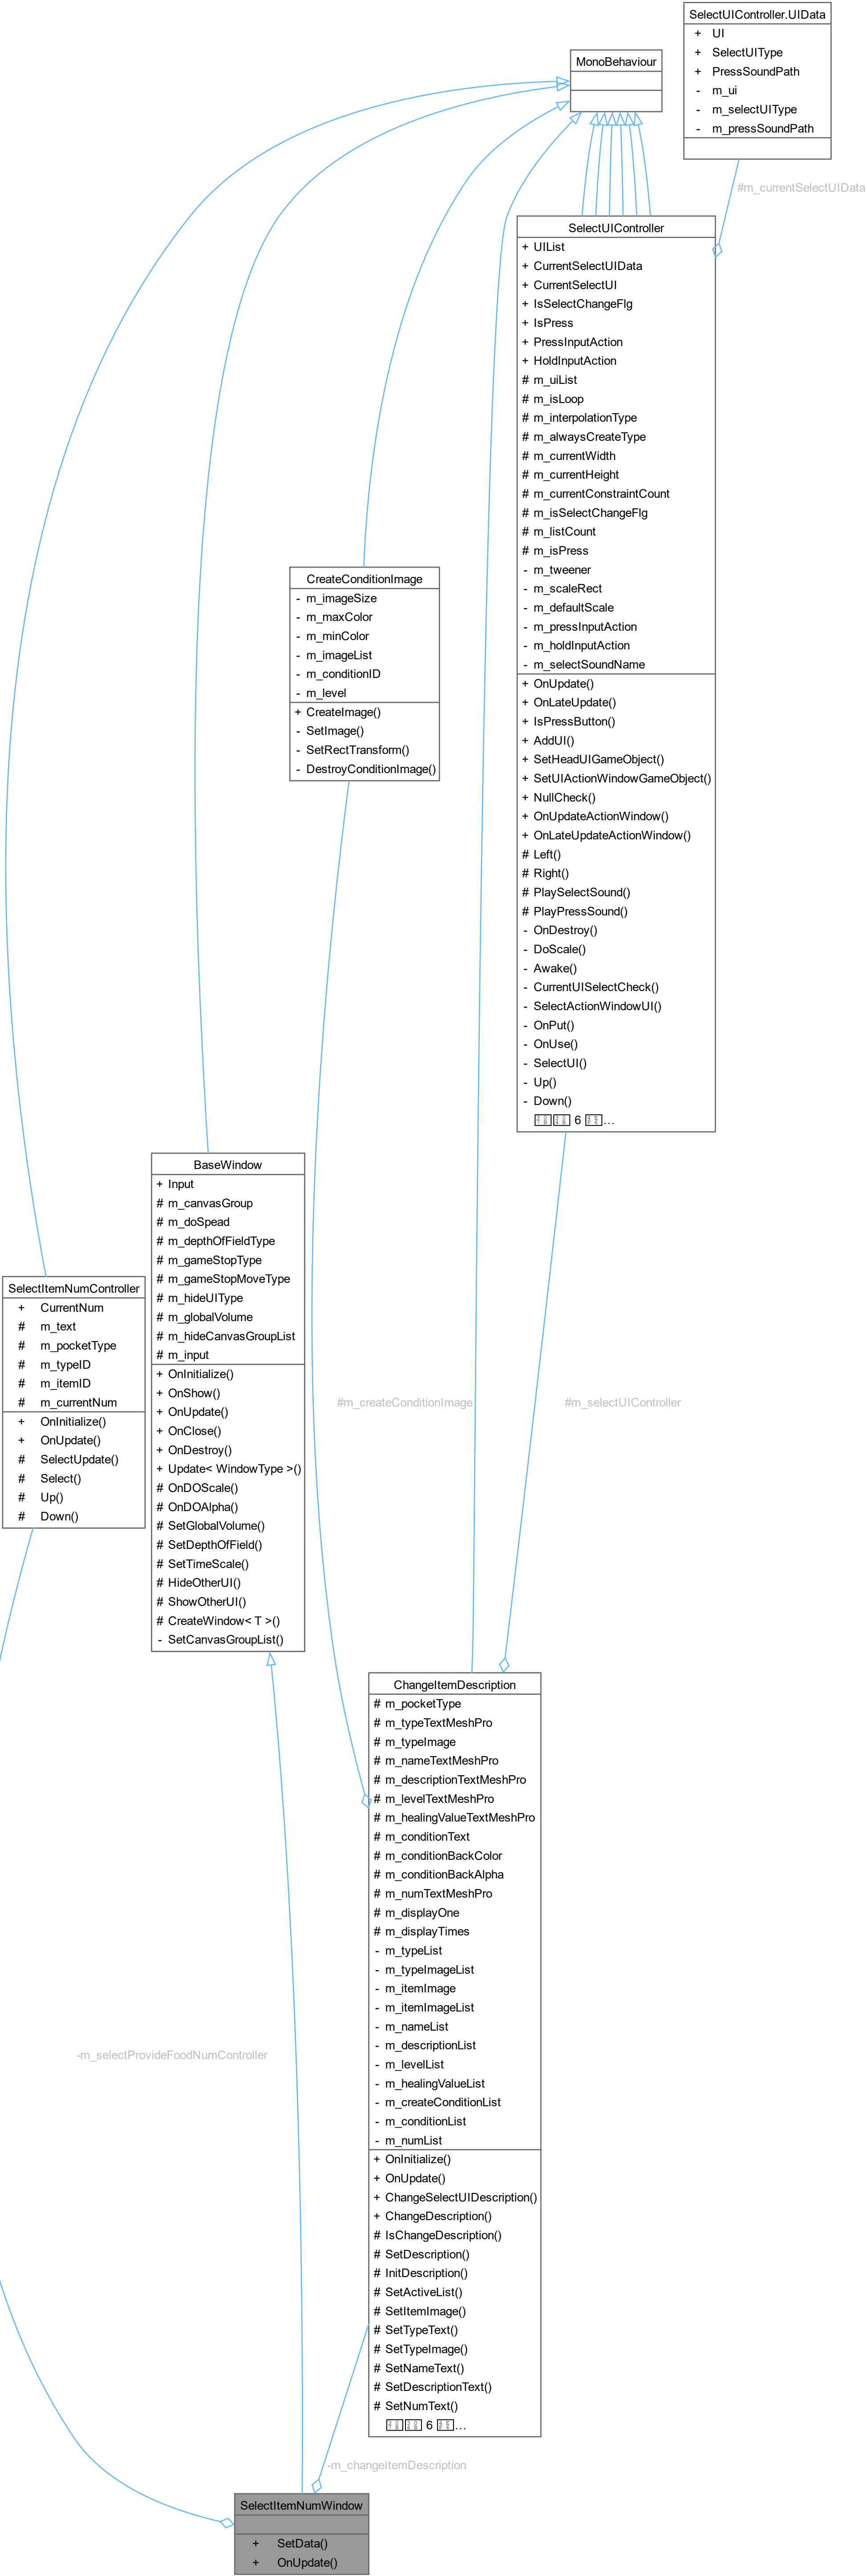 SelectUIController.UIData
+ UI
+ SelectUIType
+ PressSoundPath
- m_ui
- m_selectUIType
- m_pressSoundPath
MonoBehaviour
#m_currentSelectUIData
SelectUIController
+ UIList
+ CurrentSelectUIData
+ CurrentSelectUI
+ IsSelectChangeFlg
+ IsPress
+ PressInputAction
+ HoldInputAction
# m_uiList
# m_isLoop
# m_interpolationType
# m_alwaysCreateType
# m_currentWidth
# m_currentHeight
# m_currentConstraintCount
# m_isSelectChangeFlg
# m_listCount
# m_isPress
- m_tweener
- m_scaleRect
- m_defaultScale
- m_pressInputAction
- m_holdInputAction
- m_selectSoundName
+ OnUpdate()
+ OnLateUpdate()
+ IsPressButton()
+ AddUI()
+ SetHeadUIGameObject()
+ SetUIActionWindowGameObject()
+ NullCheck()
+ OnUpdateActionWindow()
+ OnLateUpdateActionWindow()
# Left()
# Right()
# PlaySelectSound()
# PlayPressSound()
- OnDestroy()
- DoScale()
- Awake()
- CurrentUISelectCheck()
- SelectActionWindowUI()
- OnPut()
- OnUse()
- SelectUI()
- Up()
- Down()
6 ...
CreateConditionImage
- m_imageSize
- m_maxColor
- m_minColor
- m_imageList
- m_conditionID
- m_level
+ CreateImage()
- SetImage()
- SetRectTransform()
- DestroyConditionImage()
BaseWindow
+ Input
# m_canvasGroup
# m_doSpead
# m_depthOfFieldType
# m_gameStopType
# m_gameStopMoveType
# m_hideUIType
# m_globalVolume
# m_hideCanvasGroupList
# m_input
+ OnInitialize()
+ OnShow()
+ OnUpdate()
+ OnClose()
+ OnDestroy()
+ Update< WindowType >()
# OnDOScale()
# OnDOAlpha()
# SetGlobalVolume()
# SetDepthOfField()
# SetTimeScale()
# HideOtherUI()
# ShowOtherUI()
# CreateWindow< T >()
- SetCanvasGroupList()
SelectItemNumController
+ CurrentNum
# m_text
# m_pocketType
# m_typeID
# m_itemID
# m_currentNum
+ OnInitialize()
+ OnUpdate()
# SelectUpdate()
# Select()
# Up()
# Down()
#m_createConditionImage
#m_selectUIController
ChangeItemDescription
# m_pocketType
# m_typeTextMeshPro
# m_typeImage
# m_nameTextMeshPro
# m_descriptionTextMeshPro
# m_levelTextMeshPro
# m_healingValueTextMeshPro
# m_conditionText
# m_conditionBackColor
# m_conditionBackAlpha
# m_numTextMeshPro
# m_displayOne
# m_displayTimes
- m_typeList
- m_typeImageList
- m_itemImage
- m_itemImageList
- m_nameList
- m_descriptionList
- m_levelList
- m_healingValueList
- m_createConditionList
- m_conditionList
- m_numList
+ OnInitialize()
+ OnUpdate()
+ ChangeSelectUIDescription()
+ ChangeDescription()
# IsChangeDescription()
# SetDescription()
# InitDescription()
# SetActiveList()
# SetItemImage()
# SetTypeText()
# SetTypeImage()
# SetNameText()
# SetDescriptionText()
# SetNumText()
6 ...
-m_selectProvideFoodNumController
-m_changeItemDescription
SelectItemNumWindow
+ SetData()
+ OnUpdate()